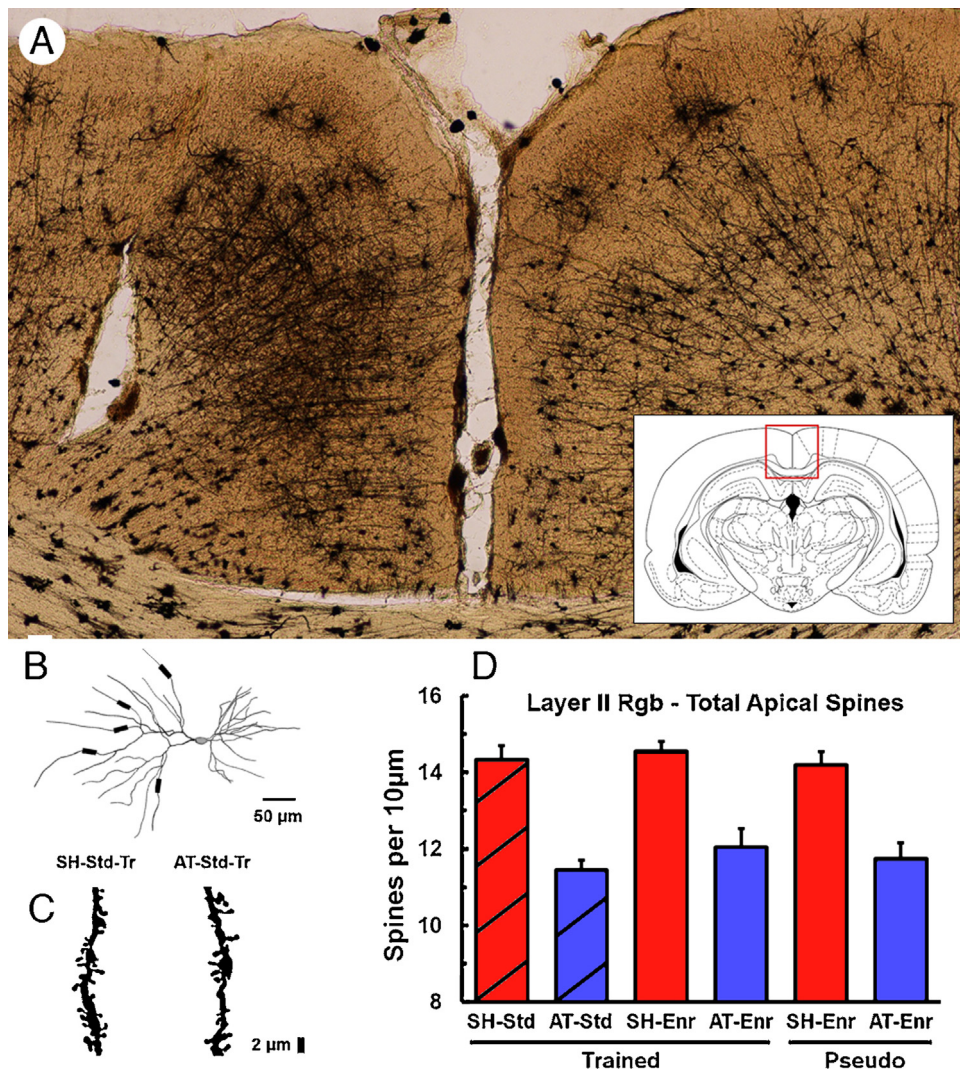 A
B
50 μm
SH-Std-Tr AT-Std-Tr
C
2 μm
D
Layer II Rgb - Total Apical Spines
Spines per 10μm
16
14
12
10
8
SH-Std AT-Std SH-Enr AT-Enr SH-Enr AT-Enr
Trained Pseudo